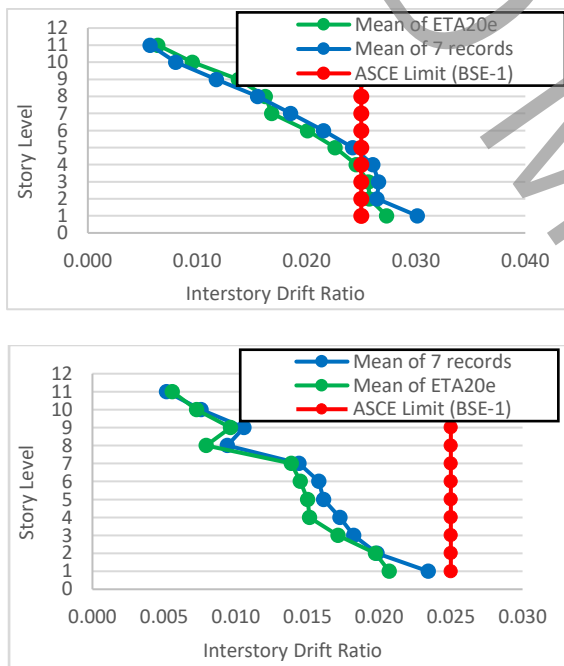 12
11
10
9
8
7
6
5
4
3
2
1
0
Story Level
Mean of ETA20e
Mean of 7 records
ASCE Limit (BSE-1)
0.000 0.010 0.020 0.030 0.040
Interstory Drift Ratio
12
11
10
9
8
7
6
5
4
3
2
1
0
Story Level
Mean of 7 records
Mean of ETA20e
ASCE Limit (BSE-1)
0.000 0.005 0.010 0.015 0.020 0.025 0.030
Interstory Drift Ratio